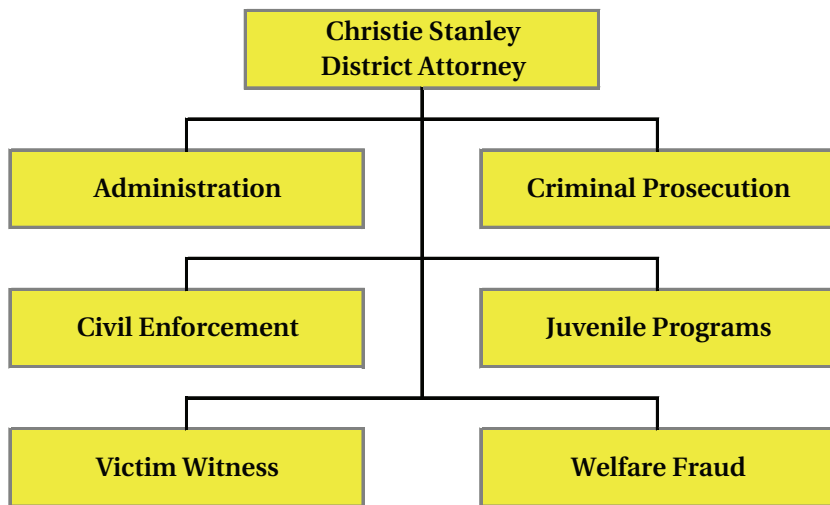 Christie Stanley
District Attorney
Administration
Criminal Prosecution
Civil Enforcement
Juvenile Programs
Victim Witness
Welfare Fraud